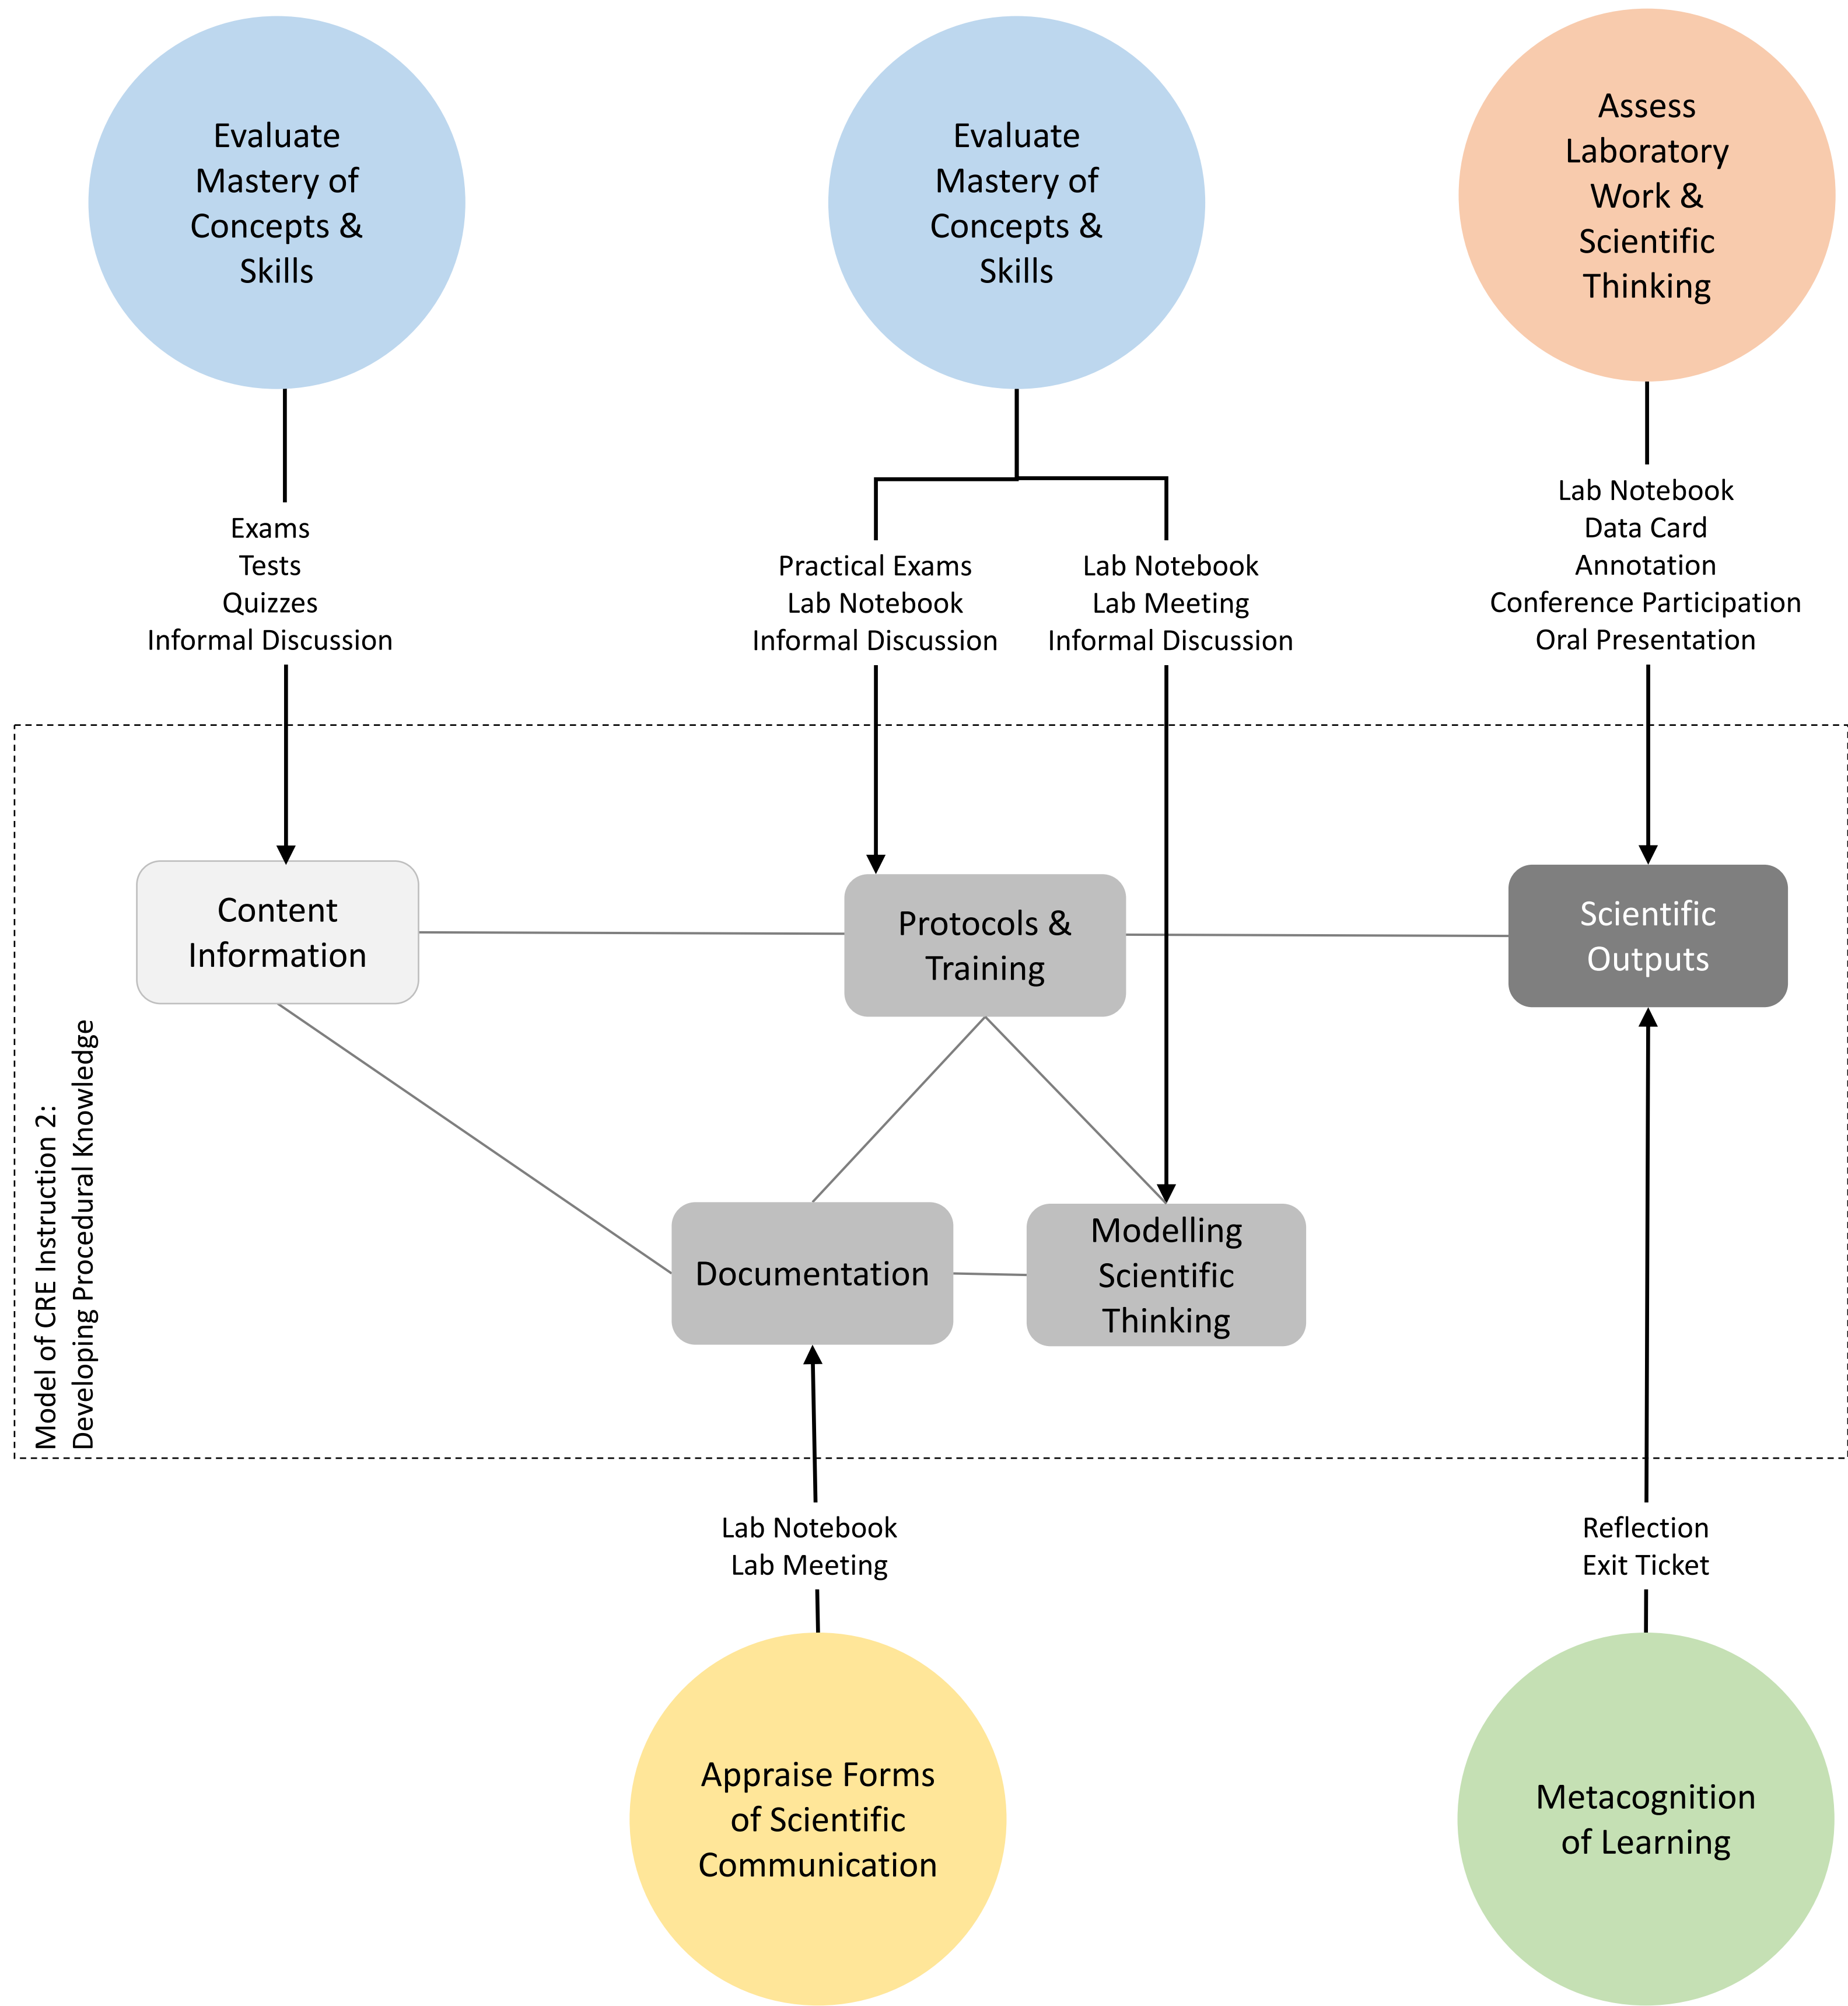 Evaluate
Mastery of
Concepts &
Skills
Evaluate
Mastery of
Concepts &
Skills
Assess
Laboratory
Work &
Scientific
Thinking
Exams
Tests
Quizzes
Informal Discussion
Practical Exams
Lab Notebook
Informal Discussion
Lab Notebook
Lab Meeting
Informal Discussion
Lab Notebook
Data Card
Annotation
Conference Participation
Oral Presentation
Model of CRE Instruction 2:
Developing Procedural Knowledge
Content
Information
Protocols &
Training
Scientific
Outputs
Documentation
Modelling
Scientific
Thinking
Lab Notebook
Lab Meeting
Reflection
Exit Ticket
Appraise Forms
of Scientific
Communication
Metacognition
of Learning